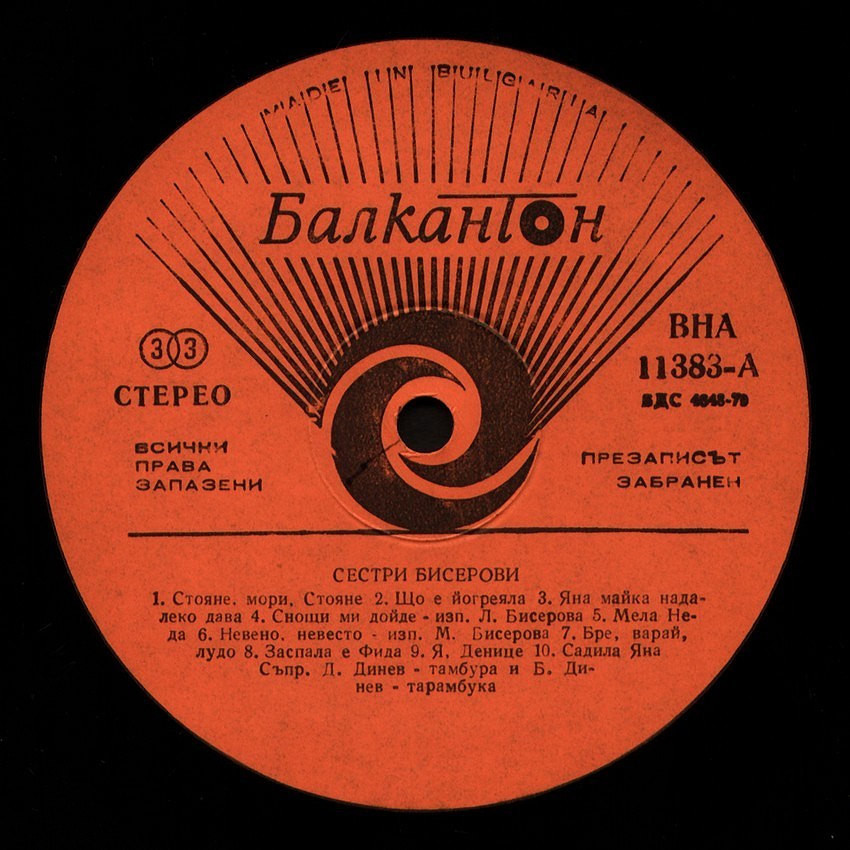 MADE IN BULGARIA
Балкантон
33
СТЕРЕО
ВНА
11383-А
БДС 4848-79
ВСИЧКИ
ПРАВА
ЗАПАЗЕНИ
ПРЕЗАПИСЪТ
ЗАБРАНЕН
СЕСТРИ БИСЕРОВИ
1. Стояне, мори, Стояне 2. Що е йогреяла 3. Яна майка нада-
леко дава 4. Снощи ми дойде - изп. Л. Бисерова 5. Мела Не-
да 6. Невено, невесто - изп. М. Бисерова 7. Бре, варай,
лудо 8. Заспала е Фида 9. Я, Денице 10. Садила Яна
Съпр. Д. Динев - тамбура и Б. Ди-
нев - тарамбука